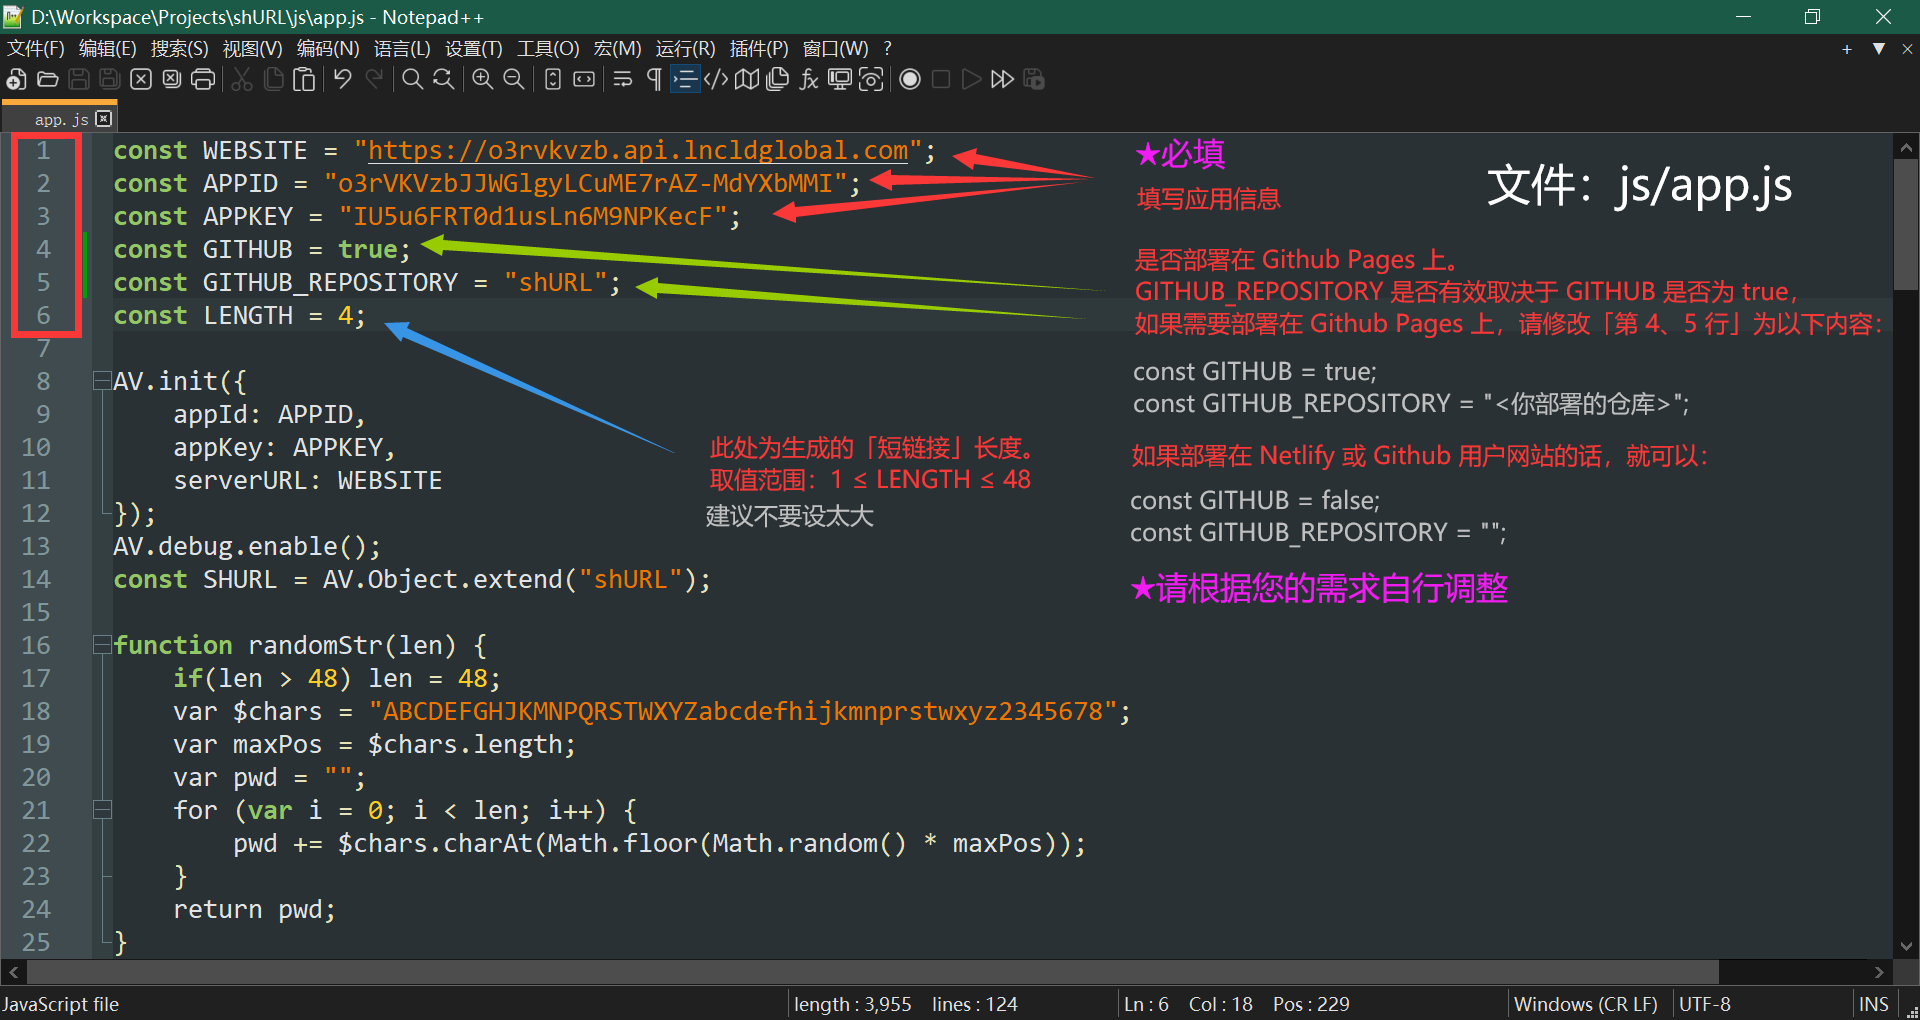 D:\Workspace\Projects\shURL\js\app.js - Notepad++
文件(F) 编辑(E) 搜索(S) 视图(V) 编码(N) 语言(L) 设置(T) 工具(O) 宏(M) 运行(R) 插件(P) 窗口(W) ?
app.js
1 const WEBSITE = "https://o3rvkvzb.api.lncldglobal.com";
2 const APPID = "o3rVKVzbJJWGlgyLCuME7rAZ-MdYXbMMI";
3 const APPKEY = "IU5u6FRT0d1usLn6M9NPKecF";
4 const GITHUB = true;
5 const GITHUB_REPOSITORY = "shURL";
6 const LENGTH = 4;
7
8 AV.init({
9 appId: APPID,
10 appKey: APPKEY,
11 serverURL: WEBSITE
12 });
13 AV.debug.enable();
14 const SHURL = AV.Object.extend("shURL");
15
16 function randomStr(len) {
17 if(len > 48) len = 48;
18 var $chars = "ABCDEFGHJKMNPQRSTWXYZabcdefhijkmnprstwxyz2345678";
19 var maxPos = $chars.length;
20 var pwd = "";
21 for (var i = 0; i < len; i++) {
22 pwd += $chars.charAt(Math.floor(Math.random() * maxPos));
23 }
24 return pwd;
25 }
★必填
填写应用信息
文件：js/app.js
是否部署在 Github Pages 上。
GITHUB_REPOSITORY 是否有效取决于 GITHUB 是否为 true，
如果需要部署在 Github Pages 上，请修改「第 4、5 行」为以下内容：
const GITHUB = true;
const GITHUB_REPOSITORY = "<你部署的仓库>";
如果部署在 Netlify 或 Github 用户网站的话，就可以：
const GITHUB = false;
const GITHUB_REPOSITORY = "";
★请根据您的需求自行调整
此处为生成的「短链接」长度。
取值范围：1 ≤ LENGTH ≤ 48
建议不要设太大
JavaScript file length : 3,955 lines : 124 Ln : 6 Col : 18 Pos : 229 Windows (CR LF) UTF-8 INS